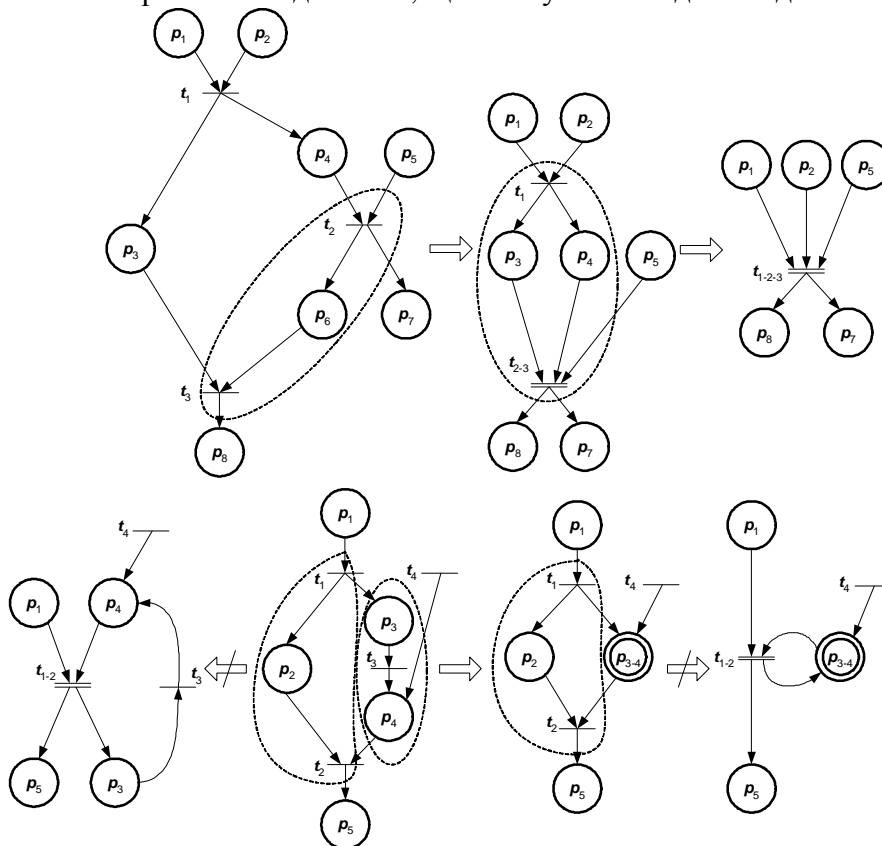 p1 p2
t1
p4 p5
t2
p3
p6 p7
t3
p8
p1 p2
t1
p3 p4 p5
t2-3
p8 p7
p1 p2 p5
t1-2-3
p8 p7
t4
p1 p4
t1-2
t3
p5 p3
p1
t1 t4
p3
p2 t3
p4
t2
p5
p1
t1 t4
p2 p3-4
t2
p5
p1
t4
t1-2 p3-4
p5